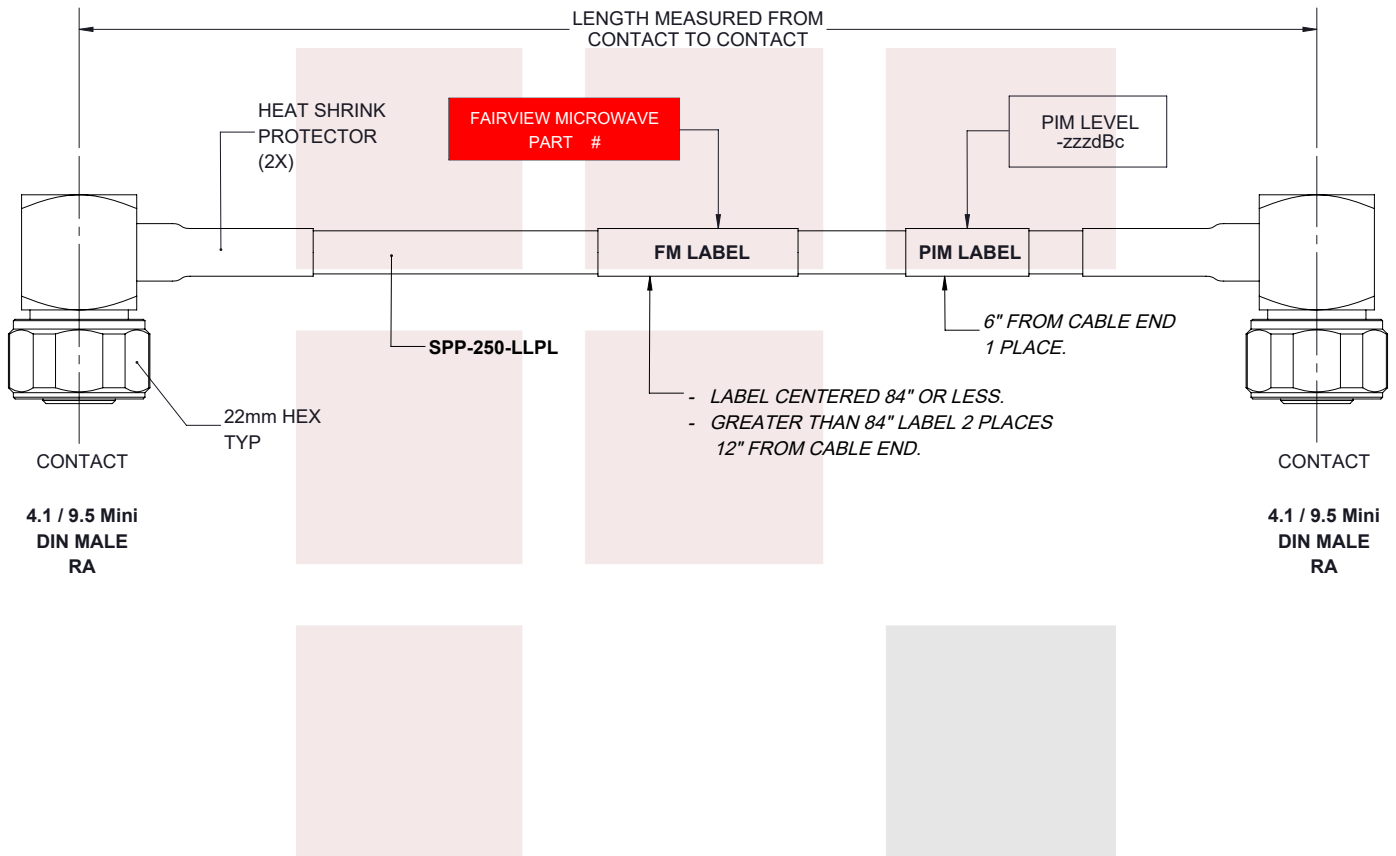 LENGTH MEASURED FROM
CONTACT TO CONTACT
HEAT SHRINK
PROTECTOR
(2X)
FAIRVIEW MICROWAVE
PART #
PIM LEVEL
-zzzdBc
FM LABEL
PIM LABEL
6" FROM CABLE END
1 PLACE.
SPP-250-LLPL
- LABEL CENTERED 84" OR LESS.
- GREATER THAN 84" LABEL 2 PLACES
12" FROM CABLE END.
22mm HEX
TYP
CONTACT
4.1 / 9.5 Mini
DIN MALE
RA
CONTACT
4.1 / 9.5 Mini
DIN MALE
RA